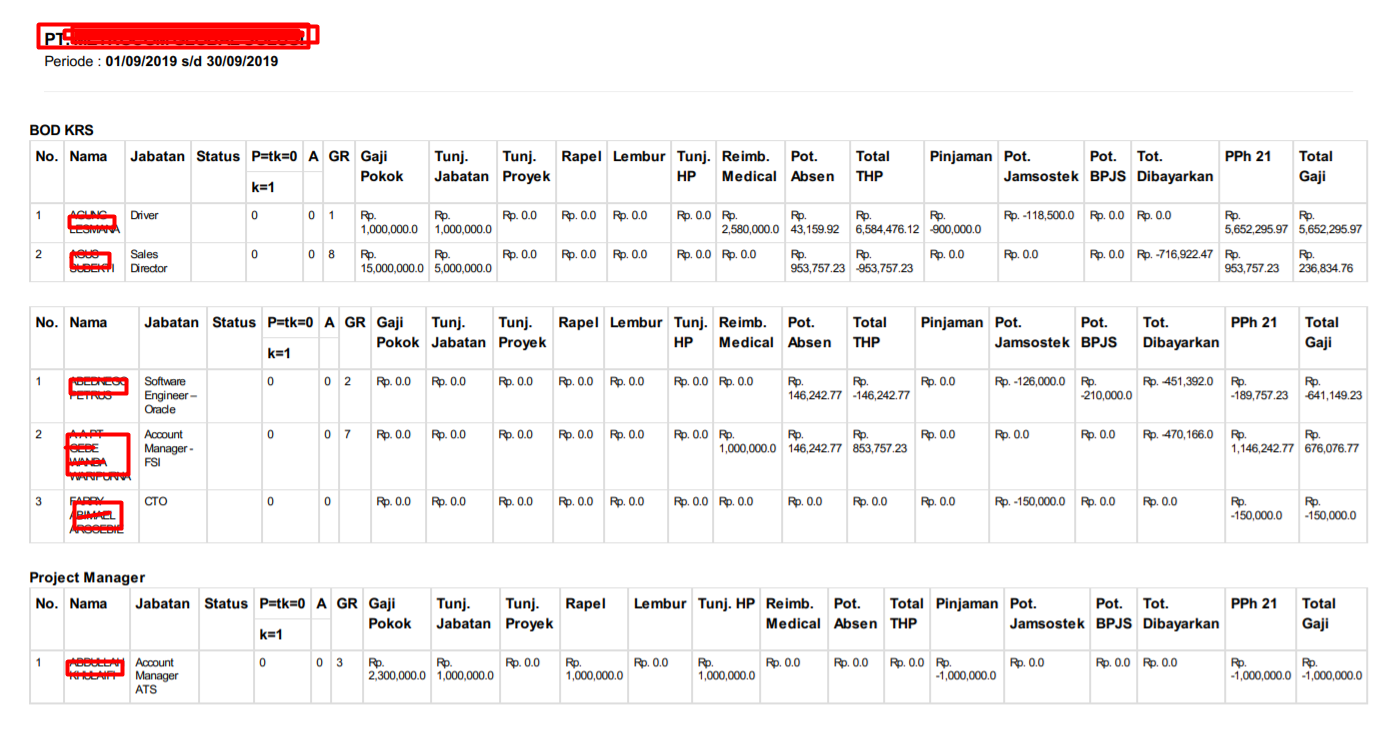 PT.
Periode : 01/09/2019 s/d 30/09/2019
BOD KRS
No. Nama Jabatan Status P=tk=0 A GR Gaji Pokok Tunj. Jabatan Tunj. Proyek Rapel Lembur Tunj. HP Reimb. Medical Pot. Absen Total THP Pinjaman Pot. Jamsostek Pot. BPJS Tot. Dibayarkan PPh 21 Total Gaji
k=1
1 Driver 0 0 1 Rp. 1,000,000.0 Rp. 1,000,000.0 Rp. 0.0 Rp. 0.0 Rp. 0.0 Rp. 0.0 Rp. 2,580,000.0 Rp. 43,159.92 Rp. 6,584,476.12 Rp. -900,000.0 Rp. -118,500.0 Rp. 0.0 Rp. 0.0 Rp. 5,652,295.97 Rp. 5,652,295.97
2 Sales Director 0 0 8 Rp. 15,000,000.0 Rp. 5,000,000.0 Rp. 0.0 Rp. 0.0 Rp. 0.0 Rp. 0.0 Rp. 0.0 Rp. 953,757.23 Rp. -953,757.23 Rp. 0.0 Rp. 0.0 Rp. 0.0 Rp. -716,922.47 Rp. 953,757.23 Rp. 236,834.76
No. Nama Jabatan Status P=tk=0 A GR Gaji Pokok Tunj. Jabatan Tunj. Proyek Rapel Lembur Tunj. HP Reimb. Medical Pot. Absen Total THP Pinjaman Pot. Jamsostek Pot. BPJS Tot. Dibayarkan PPh 21 Total Gaji
k=1
1 Software Engineer – Oracle 0 0 2 Rp. 0.0 Rp. 0.0 Rp. 0.0 Rp. 0.0 Rp. 0.0 Rp. 0.0 Rp. 0.0 Rp. 146,242.77 Rp. -146,242.77 Rp. 0.0 Rp. -126,000.0 Rp. -210,000.0 Rp. -451,392.0 Rp. -189,757.23 Rp. -641,149.23
2 Account Manager - FSI 0 0 7 Rp. 0.0 Rp. 0.0 Rp. 0.0 Rp. 0.0 Rp. 0.0 Rp. 0.0 Rp. 1,000,000.0 Rp. 146,242.77 Rp. 853,757.23 Rp. 0.0 Rp. 0.0 Rp. 0.0 Rp. -470,166.0 Rp. 1,146,242.77 Rp. 676,076.77
3 CTO 0 0 Rp. 0.0 Rp. 0.0 Rp. 0.0 Rp. 0.0 Rp. 0.0 Rp. 0.0 Rp. 0.0 Rp. 0.0 Rp. 0.0 Rp. 0.0 Rp. -150,000.0 Rp. 0.0 Rp. 0.0 Rp. -150,000.0 Rp. -150,000.0
Project Manager
No. Nama Jabatan Status P=tk=0 A GR Gaji Pokok Tunj. Jabatan Tunj. Proyek Rapel Lembur Tunj. HP Reimb. Medical Pot. Absen Total THP Pinjaman Pot. Jamsostek Pot. BPJS Tot. Dibayarkan PPh 21 Total Gaji
k=1
1 Account Manager ATS 0 0 3 Rp. 2,300,000.0 Rp. 1,000,000.0 Rp. 0.0 Rp. 1,000,000.0 Rp. 0.0 Rp. 1,000,000.0 Rp. 0.0 Rp. 0.0 Rp. 0.0 Rp. -1,000,000.0 Rp. 0.0 Rp. 0.0 Rp. 0.0 Rp. -1,000,000.0 Rp. -1,000,000.0